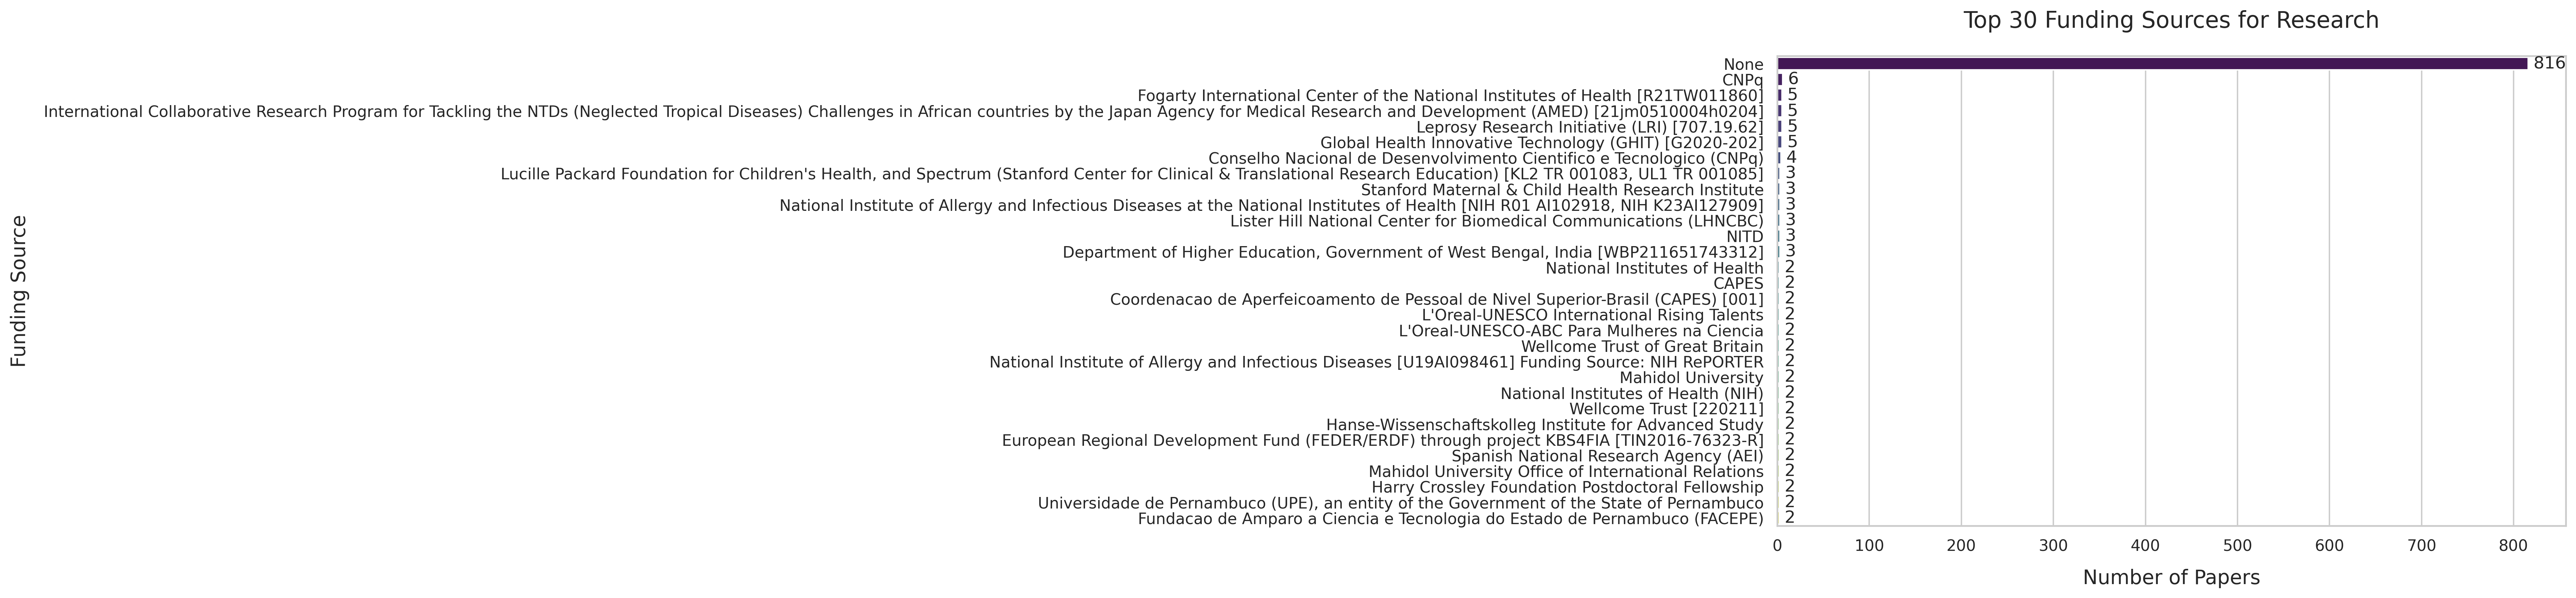 Top 30 Funding Sources for Research
None 816
CNPq 6
Fogarty International Center of the National Institutes of Health [R21TW011860] 5
International Collaborative Research Program for Tackling the NTDs (Neglected Tropical Diseases) Challenges in African countries by the Japan Agency for Medical Research and Development (AMED) [21jm0510004h0204] 5
Leprosy Research Initiative (LRI) [707.19.62] 5
Global Health Innovative Technology (GHIT) [G2020-202] 5
Conselho Nacional de Desenvolvimento Cientifico e Tecnologico (CNPq) 4
Lucille Packard Foundation for Children's Health, and Spectrum (Stanford Center for Clinical & Translational Research Education) [KL2 TR 001083, UL1 TR 001085] 3
Stanford Maternal & Child Health Research Institute 3
National Institute of Allergy and Infectious Diseases at the National Institutes of Health [NIH R01 AI102918, NIH K23AI127909] 3
Lister Hill National Center for Biomedical Communications (LHNCBC) 3
NITD 3
Department of Higher Education, Government of West Bengal, India [WBP211651743312] 3
National Institutes of Health 2
CAPES 2
Coordenacao de Aperfeicoamento de Pessoal de Nivel Superior-Brasil (CAPES) [001] 2
L'Oreal-UNESCO International Rising Talents 2
L'Oreal-UNESCO-ABC Para Mulheres na Ciencia 2
Wellcome Trust of Great Britain 2
National Institute of Allergy and Infectious Diseases [U19AI098461] Funding Source: NIH RePORTER 2
Mahidol University 2
National Institutes of Health (NIH) 2
Wellcome Trust [220211] 2
Hanse-Wissenschaftskolleg Institute for Advanced Study 2
European Regional Development Fund (FEDER/ERDF) through project KBS4FIA [TIN2016-76323-R] 2
Spanish National Research Agency (AEI) 2
Mahidol University Office of International Relations 2
Harry Crossley Foundation Postdoctoral Fellowship 2
Universidade de Pernambuco (UPE), an entity of the Government of the State of Pernambuco 2
Fundacao de Amparo a Ciencia e Tecnologia do Estado de Pernambuco (FACEPE) 2
Funding Source
0 100 200 300 400 500 600 700 800
Number of Papers